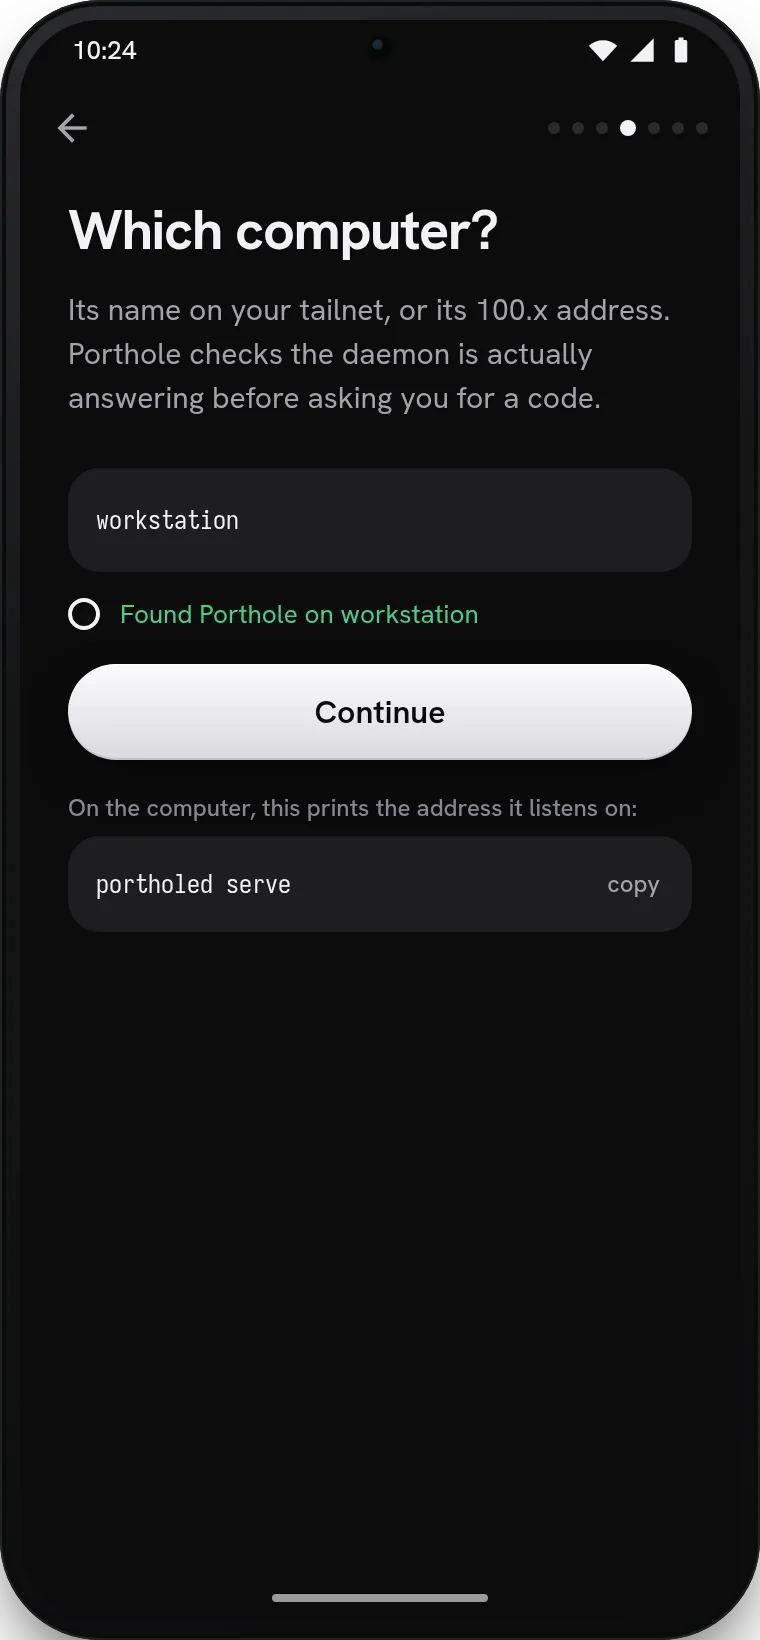 10:24
Which computer?
Its name on your tailnet, or its 100.x address.
Porthole checks the daemon is actually
answering before asking you for a code.
workstation
Found Porthole on workstation
Continue
On the computer, this prints the address it listens on:
portholed serve copy